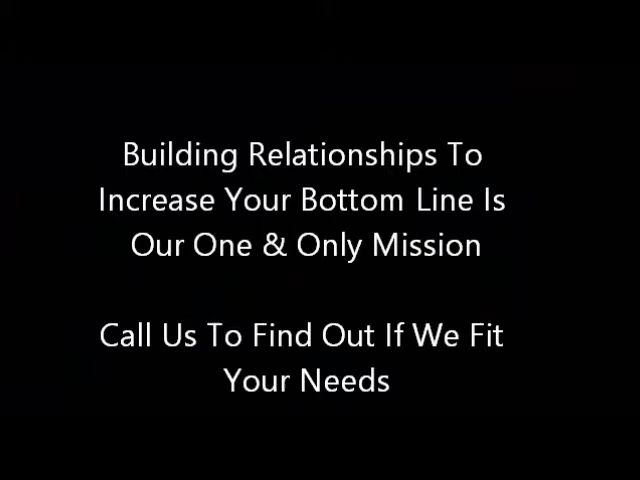 Building Relationships To
Increase Your Bottom Line Is
Our One & Only Mission
Call Us To Find Out If We Fit
Your Needs